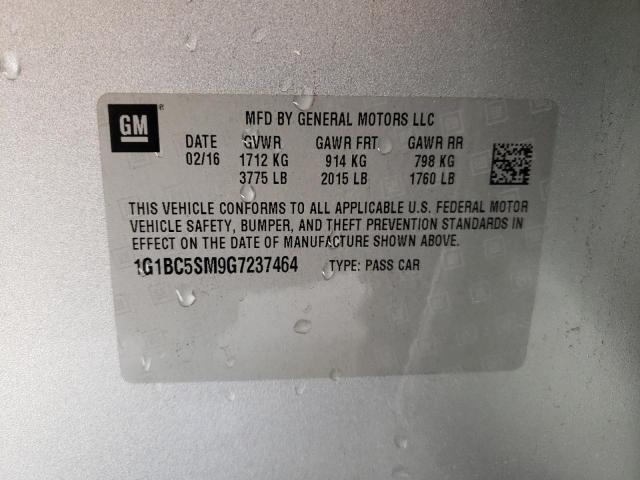 GM ®
MFD BY GENERAL MOTORS LLC
DATE GVWR GAWR FRT GAWR RR
02/16 1712 KG 914 KG 798 KG
3775 LB 2015 LB 1760 LB
THIS VEHICLE CONFORMS TO ALL APPLICABLE U.S. FEDERAL MOTOR
VEHICLE SAFETY, BUMPER, AND THEFT PREVENTION STANDARDS IN
EFFECT ON THE DATE OF MANUFACTURE SHOWN ABOVE.
1G1BC5SM9G7237464 TYPE: PASS CAR